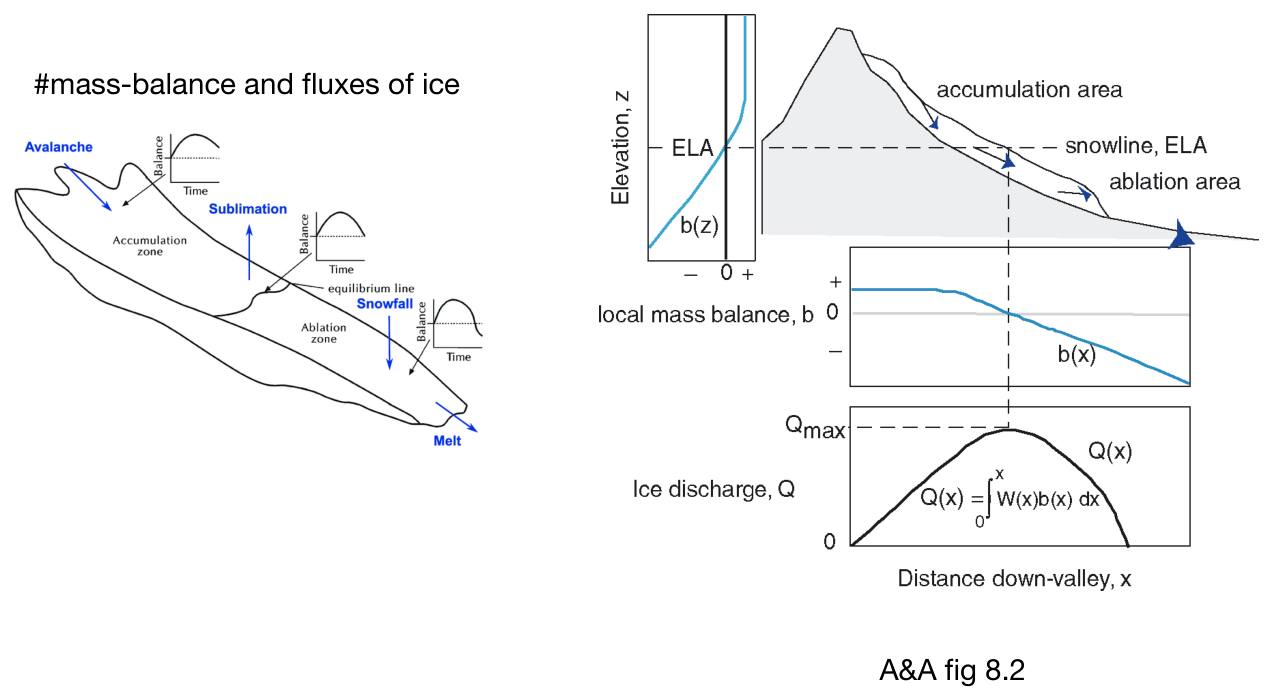 #mass-balance and fluxes of ice
Avalanche
Balance
Time
Accumulation
zone
Sublimation
Balance
Time
equilibrium line
Snowfall
Ablation
zone
Balance
Time
Melt
Elevation, z
ELA
b(z)
– 0 +
accumulation area
snowline, ELA
ablation area
local mass balance, b
+
0
–
b(x)
Qmax
Q(x)
Ice discharge, Q
Q(x) = ∫0x W(x)b(x) dx
0
Distance down-valley, x
A&A fig 8.2